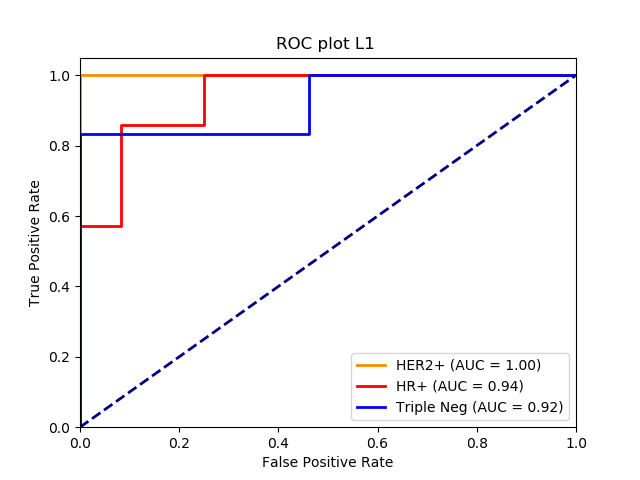 ROC plot L1
True Positive Rate
1.0
0.8
0.6
0.4
0.2
0.0
HER2+ (AUC = 1.00)
HR+ (AUC = 0.94)
Triple Neg (AUC = 0.92)
0.0 0.2 0.4 0.6 0.8 1.0
False Positive Rate